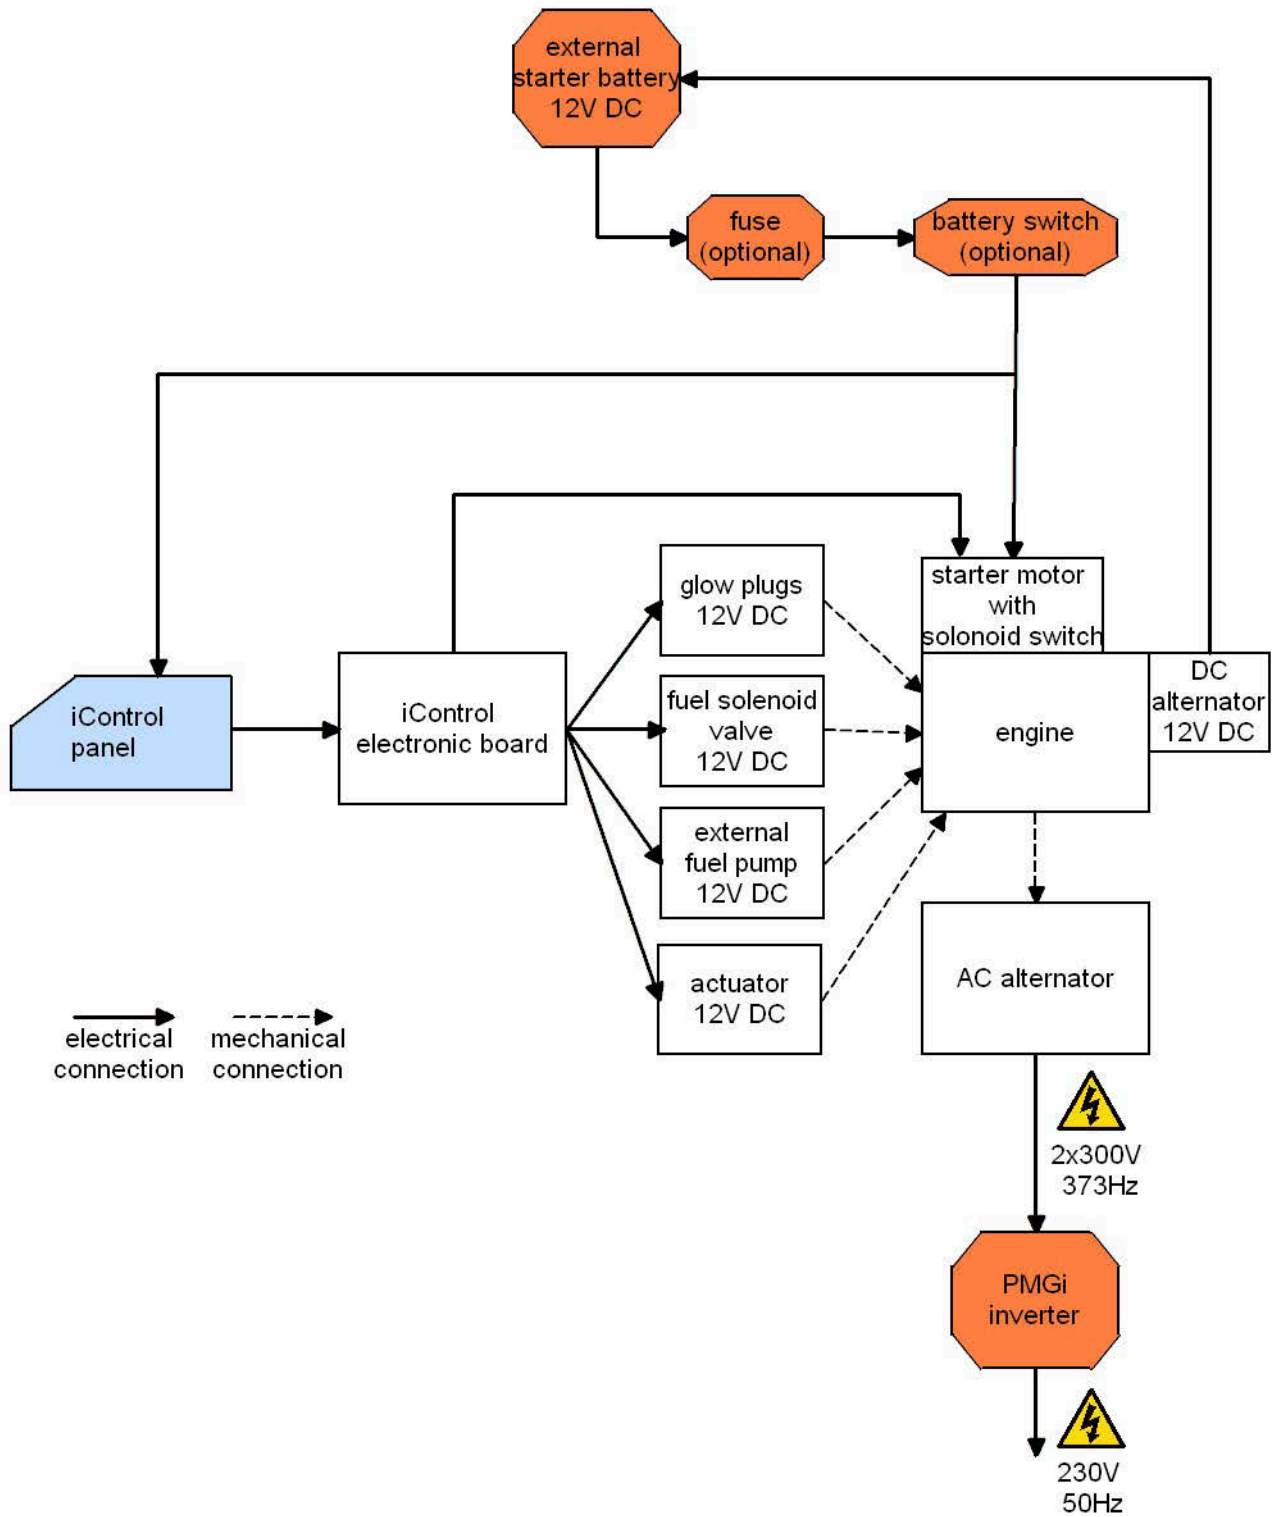 external
starter battery
12V DC
fuse
(optional)
battery switch
(optional)
glow plugs
12V DC
starter motor
with
solonoid switch
iControl
panel
iControl
electronic board
fuel solenoid
valve
12V DC
engine
DC
alternator
12V DC
external
fuel pump
12V DC
actuator
12V DC
AC alternator
electrical
connection
mechanical
connection
2x300V
373Hz
PMGi
inverter
230V
50Hz